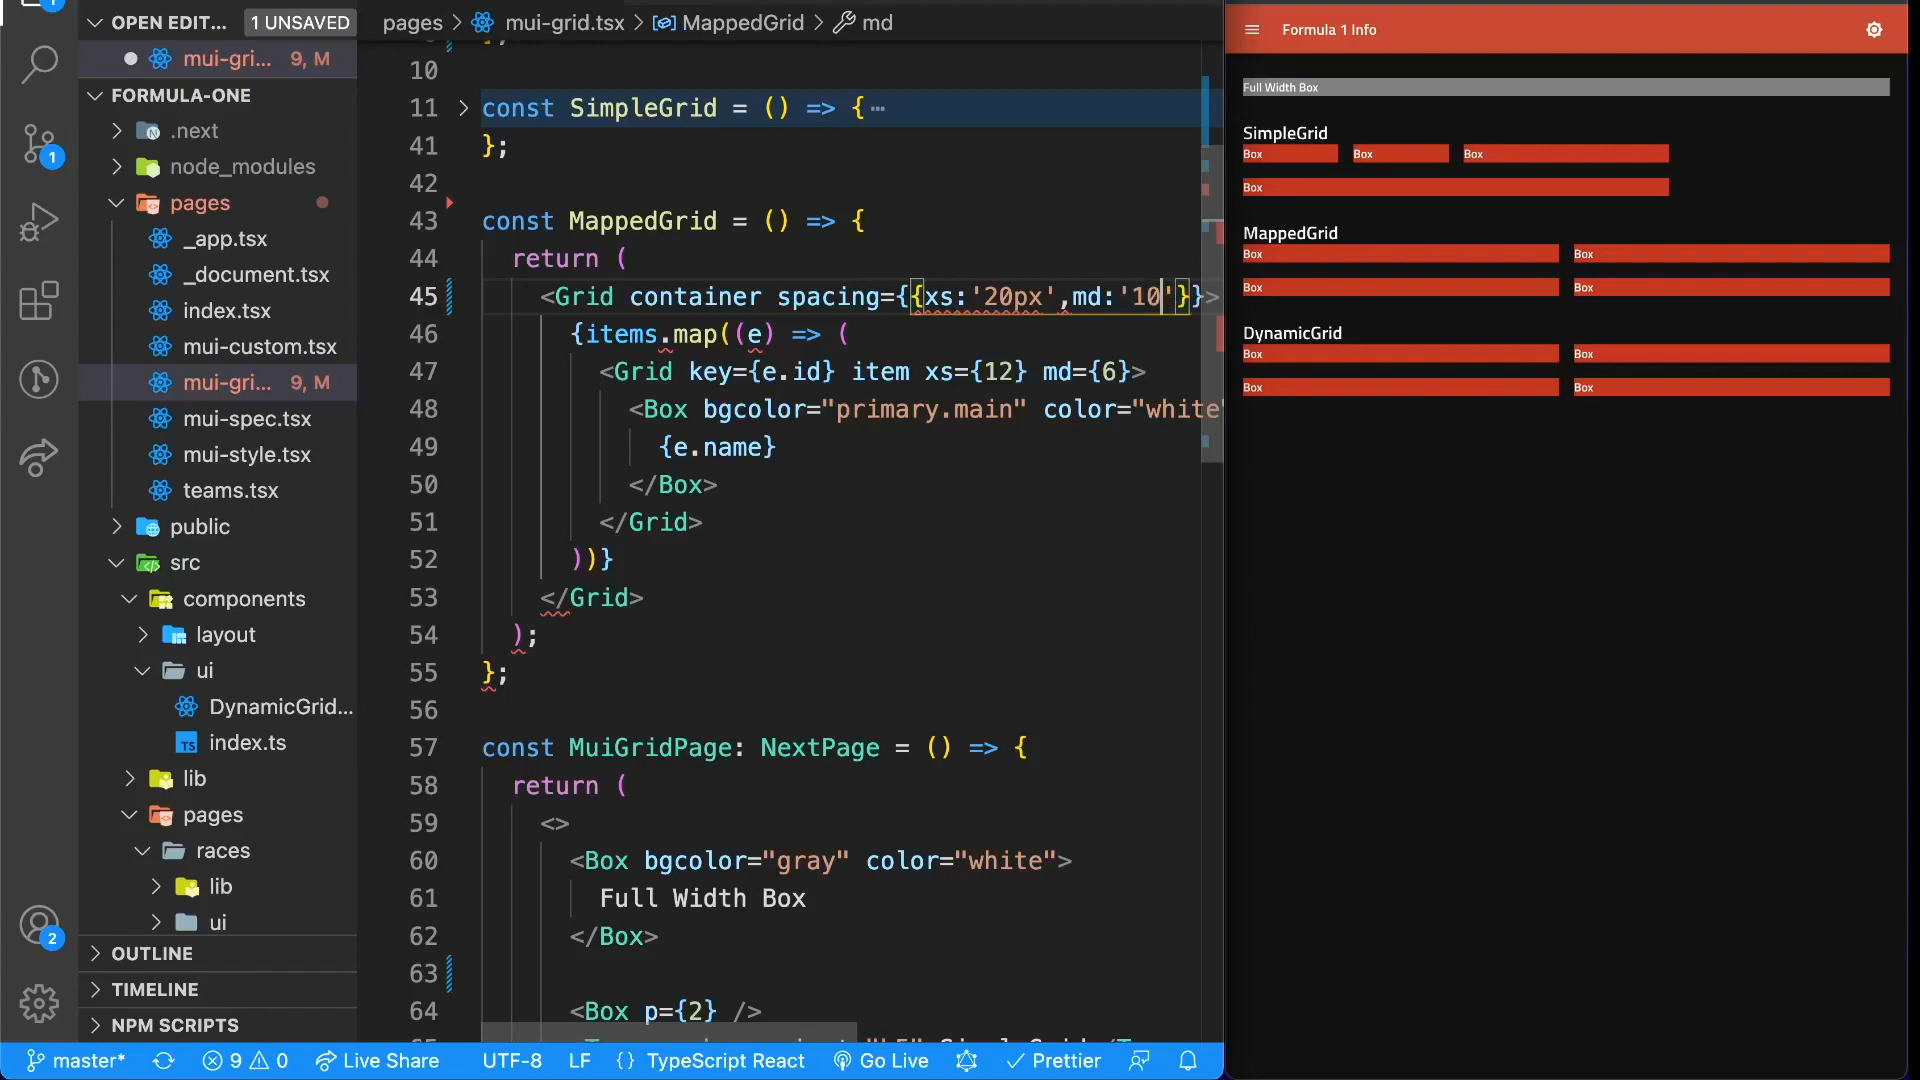 OPEN EDIT... 1 UNSAVED
mui-gri... 9, M
FORMULA-ONE
.next
node_modules
pages
_app.tsx
_document.tsx
index.tsx
mui-custom.tsx
mui-gri... 9, M
mui-spec.tsx
mui-style.tsx
teams.tsx
public
src
components
layout
ui
DynamicGrid...
TS index.ts
lib
pages
races
lib
ui
OUTLINE
TIMELINE
NPM SCRIPTS
1
2
pages > mui-grid.tsx > MappedGrid > md
10
11 const SimpleGrid = () => {⋯
41 };
42
43 const MappedGrid = () => {
44 return (
45 <Grid container spacing={{xs:'20px',md:'10'}}>
46 {items.map((e) => (
47 <Grid key={e.id} item xs={12} md={6}>
48 <Box bgcolor="primary.main" color="white"
49 {e.name}
50 </Box>
51 </Grid>
52 ))}
53 </Grid>
54 );
55 };
56
57 const MuiGridPage: NextPage = () => {
58 return (
59 <>
60 <Box bgcolor="gray" color="white">
61 Full Width Box
62 </Box>
63
64 <Box p={2} />
master* 9 0 Live Share UTF-8 LF {} TypeScript React Go Live Prettier
Formula 1 Info
Full Width Box
SimpleGrid
Box Box Box
Box
MappedGrid
Box Box
Box Box
DynamicGrid
Box Box
Box Box